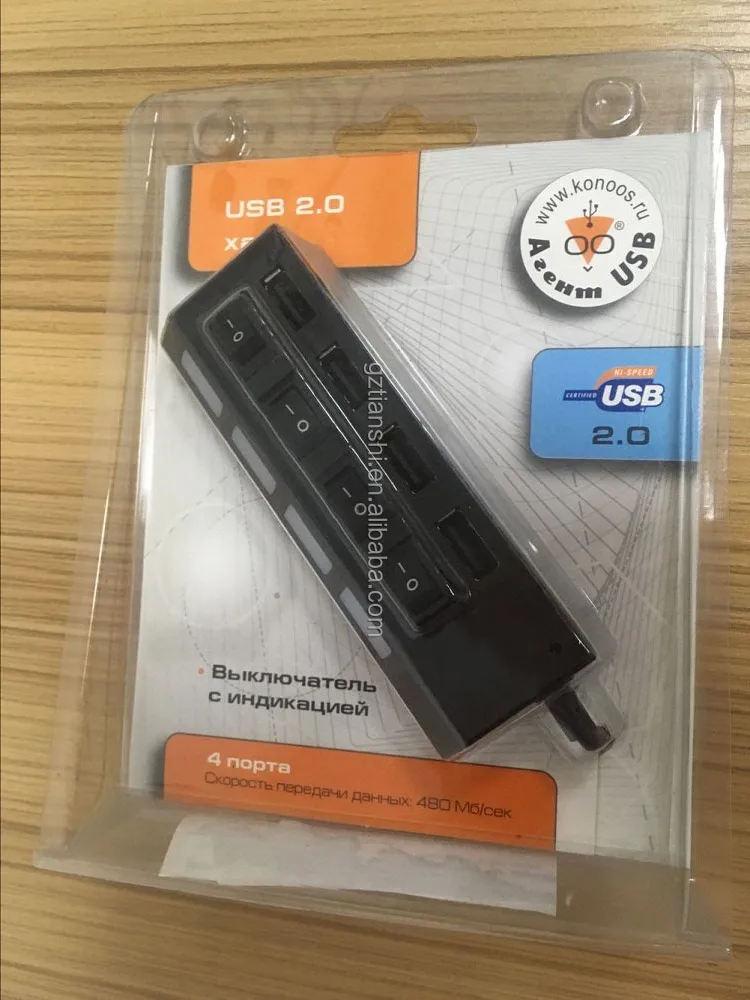 USB 2.0
www.konoos.ru
®
Агент USB
HI-SPEED
CERTIFIED USB
2.0
gztianshi.en.alibaba.com
• Выключатель
с индикацией
4 порта
Скорость передачи данных: 480 Мб/сек